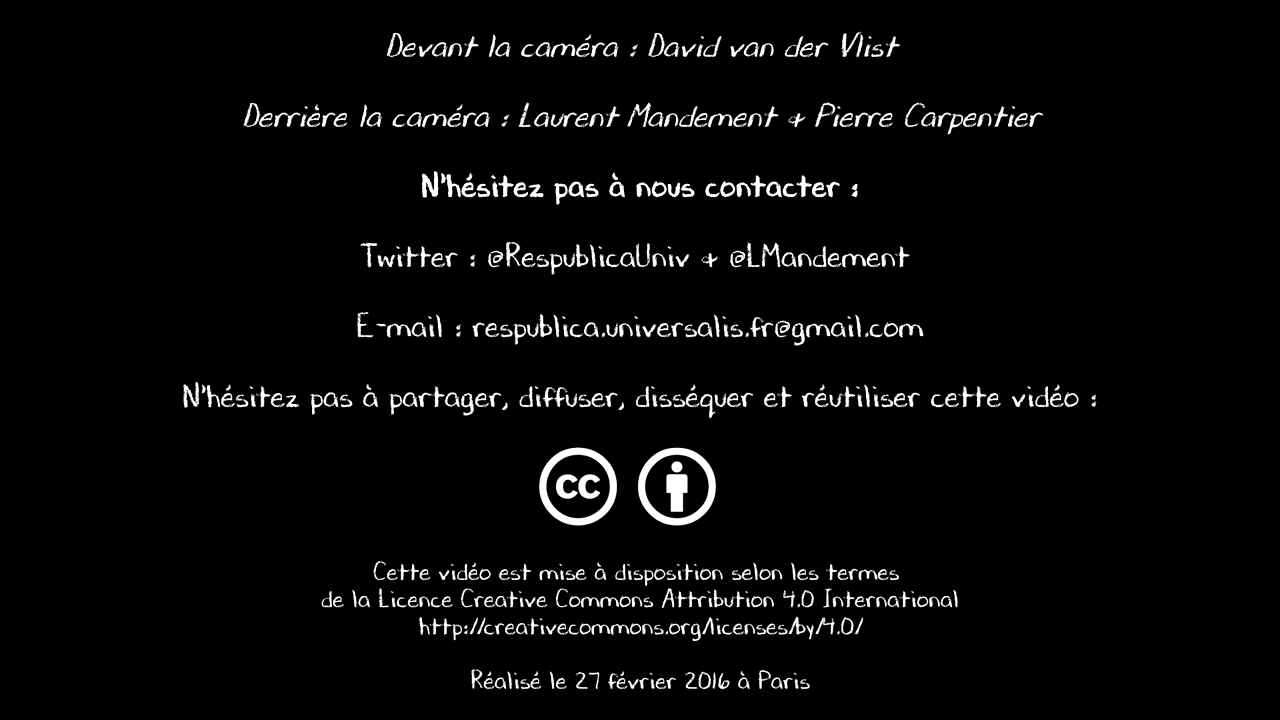 Devant la caméra : David van der Vlist
Derrière la caméra : Laurent Mandement & Pierre Carpentier
N'hésitez pas à nous contacter :
Twitter : @RespublicaUniv & @LMandement
E-mail : respublica.universalis.fr@gmail.com
N'hésitez pas à partager, diffuser, disséquer et réutiliser cette vidéo :
cc
Cette vidéo est mise à disposition selon les termes
de la Licence Creative Commons Attribution 4.0 International
http://creativecommons.org/licenses/by/4.0/
Réalisé le 27 février 2016 à Paris